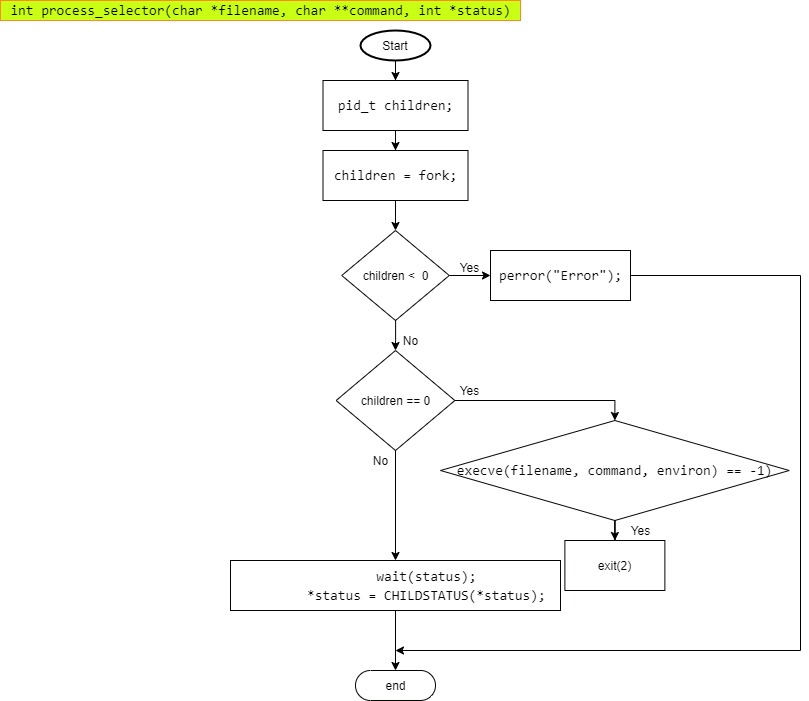 int process_selector(char *filename, char **command, int *status)
Start
pid_t children;
children = fork;
children < 0
Yes
perror("Error");
No
children == 0
Yes
No
execve(filename, command, environ) == -1)
Yes
exit(2)
wait(status);
*status = CHILDSTATUS(*status);
end